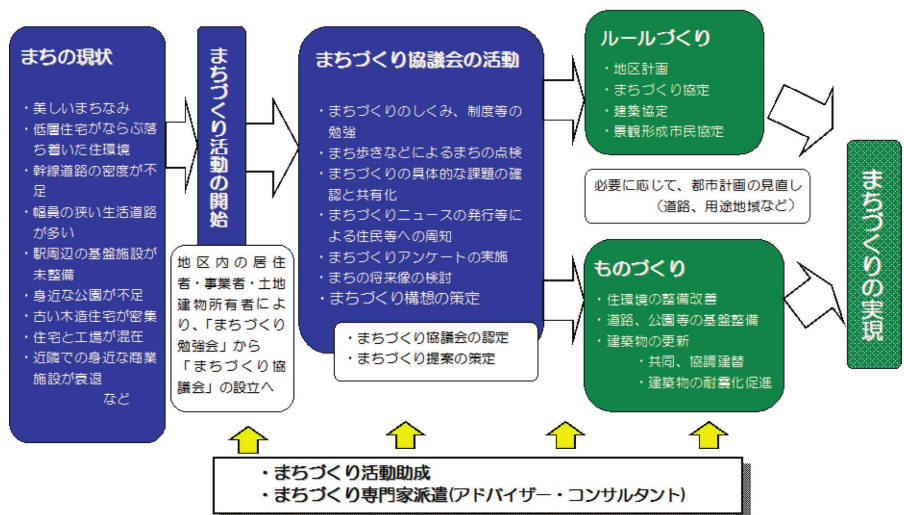 まちの現状
・美しいまちなみ
・低層住宅がならぶ落
ち着いた住環境
・幹線道路の密度が不
足
・幅員の狭い生活道路
が多い
・駅周辺の基盤施設が
未整備
・身近な公園が不足
・古い木造住宅が密集
・住宅と工場が混在
・近隣での身近な商業
施設が衰退
など
まちづくり活動の開始
地区内の居住
者・事業者・土地
建物所有者によ
り、「まちづくり
勉強会」から
「まちづくり協
議会」の設立へ
まちづくり協議会の活動
・まちづくりのしくみ、制度等の
勉強
・まち歩きなどによるまちの点検
・まちづくりの具体的な課題の確
認と共有化
・まちづくりニュースの発行等に
よる住民等への周知
・まちづくりアンケートの実施
・まちの将来像の検討
・まちづくり構想の策定
・まちづくり協議会の認定
・まちづくり提案の策定
ルールづくり
・地区計画
・まちづくり協定
・建築協定
・景観形成市民協定
必要に応じて、都市計画の見直し
（道路、用途地域など）
ものづくり
・住環境の整備改善
・道路、公園等の基盤整備
・建築物の更新
・共同、協調建替
・建築物の耐震化促進
まちづくりの実現
・まちづくり活動助成
・まちづくり専門家派遣(アドバイザー・コンサルタント)